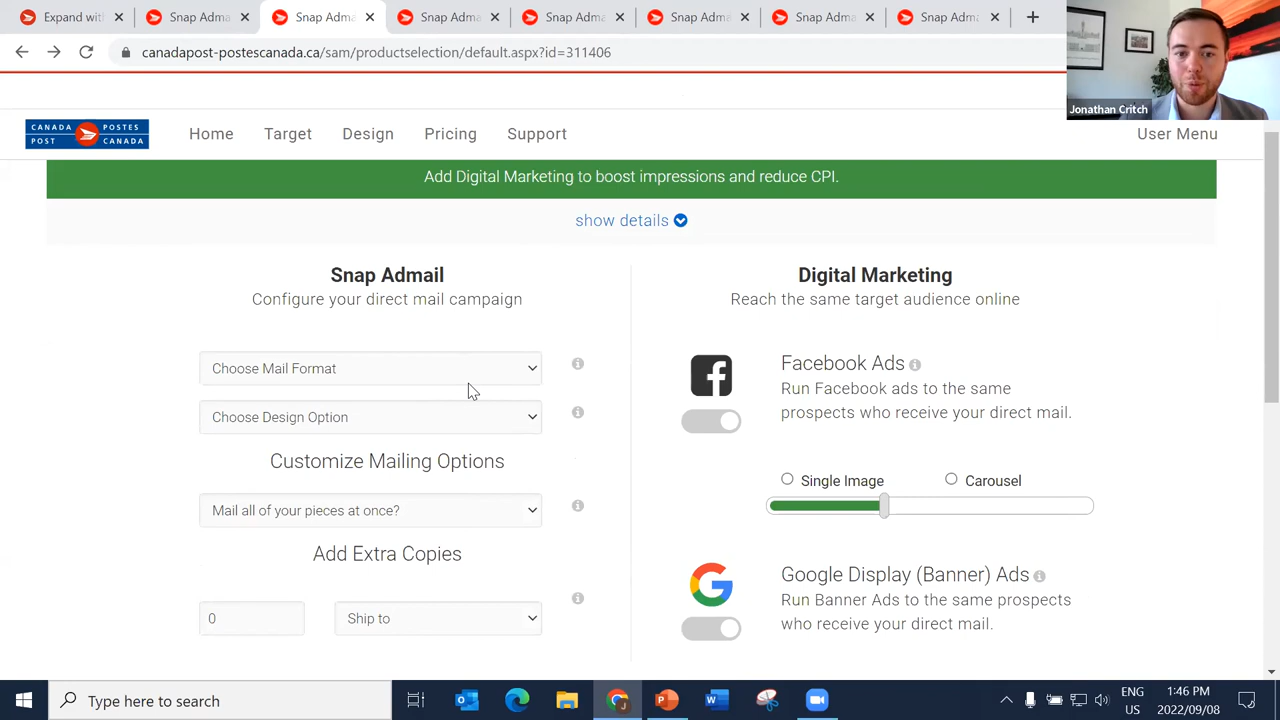 Expand with
Snap Adma
Snap Adma
Snap Adma
Snap Adma
Snap Adma
Snap Adma
Snap Adm
canadapost-postescanada.ca/sam/productselection/default.aspx?id=311406
Jonathan Critch
CANADA POSTES
POST CANADA
Home
Target
Design
Pricing
Support
User Menu
Add Digital Marketing to boost impressions and reduce CPI.
show details
Snap Admail
Configure your direct mail campaign
Choose Mail Format
Choose Design Option
Customize Mailing Options
Mail all of your pieces at once?
Add Extra Copies
0
Ship to
Digital Marketing
Reach the same target audience online
Facebook Ads
Run Facebook ads to the same
prospects who receive your direct mail.
Single Image
Carousel
Google Display (Banner) Ads
Run Banner Ads to the same prospects
who receive your direct mail.
Type here to search
ENG
US
1:46 PM
2022/09/08